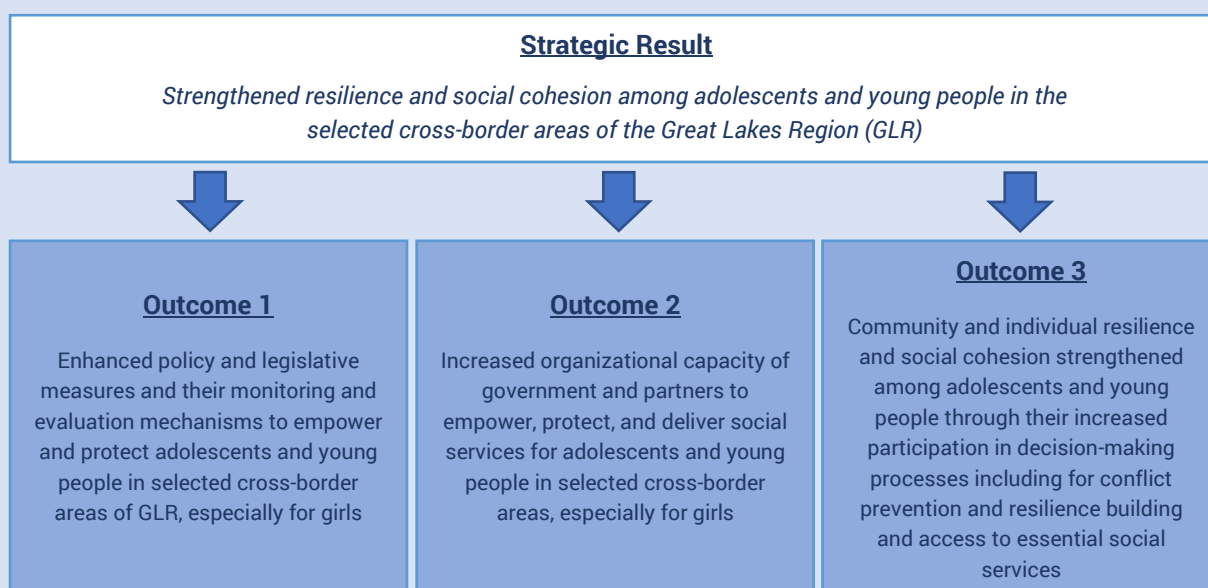 Strategic Result
Strengthened resilience and social cohesion among adolescents and young people in the
selected cross-border areas of the Great Lakes Region (GLR)
Outcome 1
Enhanced policy and legislative
measures and their monitoring and
evaluation mechanisms to empower
and protect adolescents and young
people in selected cross-border
areas of GLR, especially for girls
Outcome 2
Increased organizational capacity of
government and partners to
empower, protect, and deliver social
services for adolescents and young
people in selected cross-border
areas, especially for girls
Outcome 3
Community and individual resilience
and social cohesion strengthened
among adolescents and young
people through their increased
participation in decision-making
processes including for conflict
prevention and resilience building
and access to essential social
services